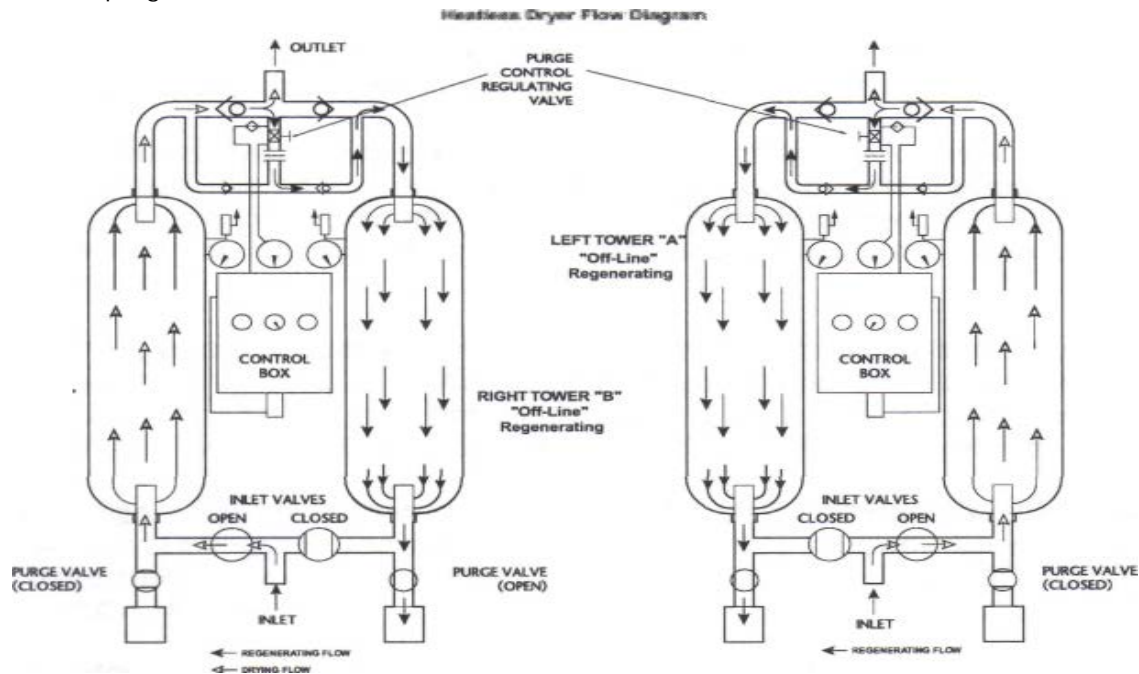 Heatless Dryer Flow Diagram
OUTLET
PURGE
CONTROL
REGULATING
VALVE
CONTROL
BOX
RIGHT TOWER "B"
"Off-Line"
Regenerating
INLET VALVES
OPEN
CLOSED
PURGE VALVE
(CLOSED)
PURGE VALVE
(OPEN)
INLET
REGENERATING FLOW
DRYING FLOW
LEFT TOWER "A"
"Off-Line"
Regenerating
CONTROL
BOX
INLET VALVES
CLOSED
OPEN
PURGE VALVE
(CLOSED)
INLET
REGENERATING FLOW